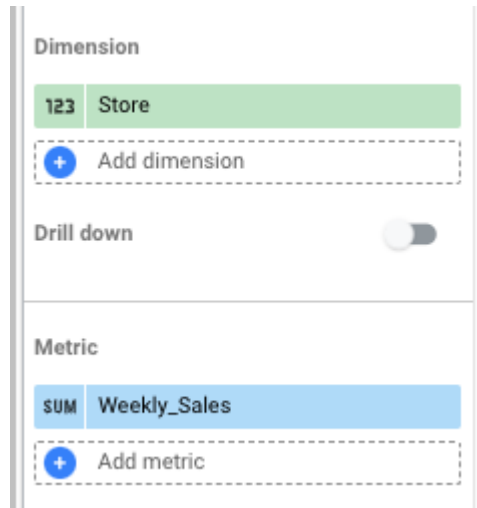 Dimension
123 Store
Add dimension
Drill down
Metric
SUM Weekly_Sales
Add metric